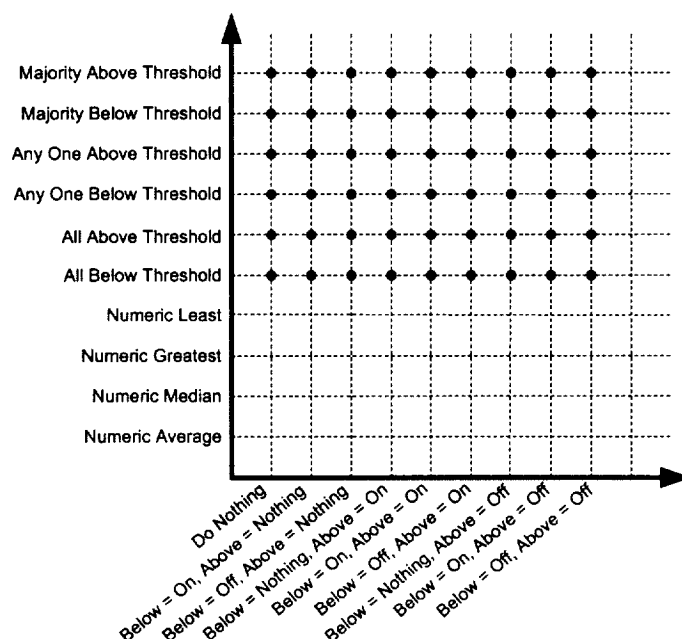 Majority Above Threshold
Majority Below Threshold
Any One Above Threshold
Any One Below Threshold
All Above Threshold
All Below Threshold
Numeric Least
Numeric Greatest
Numeric Median
Numeric Average
Do Nothing
Below = On, Above = Nothing
Below = Off, Above = Nothing
Below = Nothing, Above = On
Below = On, Above = On
Below = Off, Above = On
Below = Nothing, Above = Off
Below = On, Above = Off
Below = Off, Above = Off